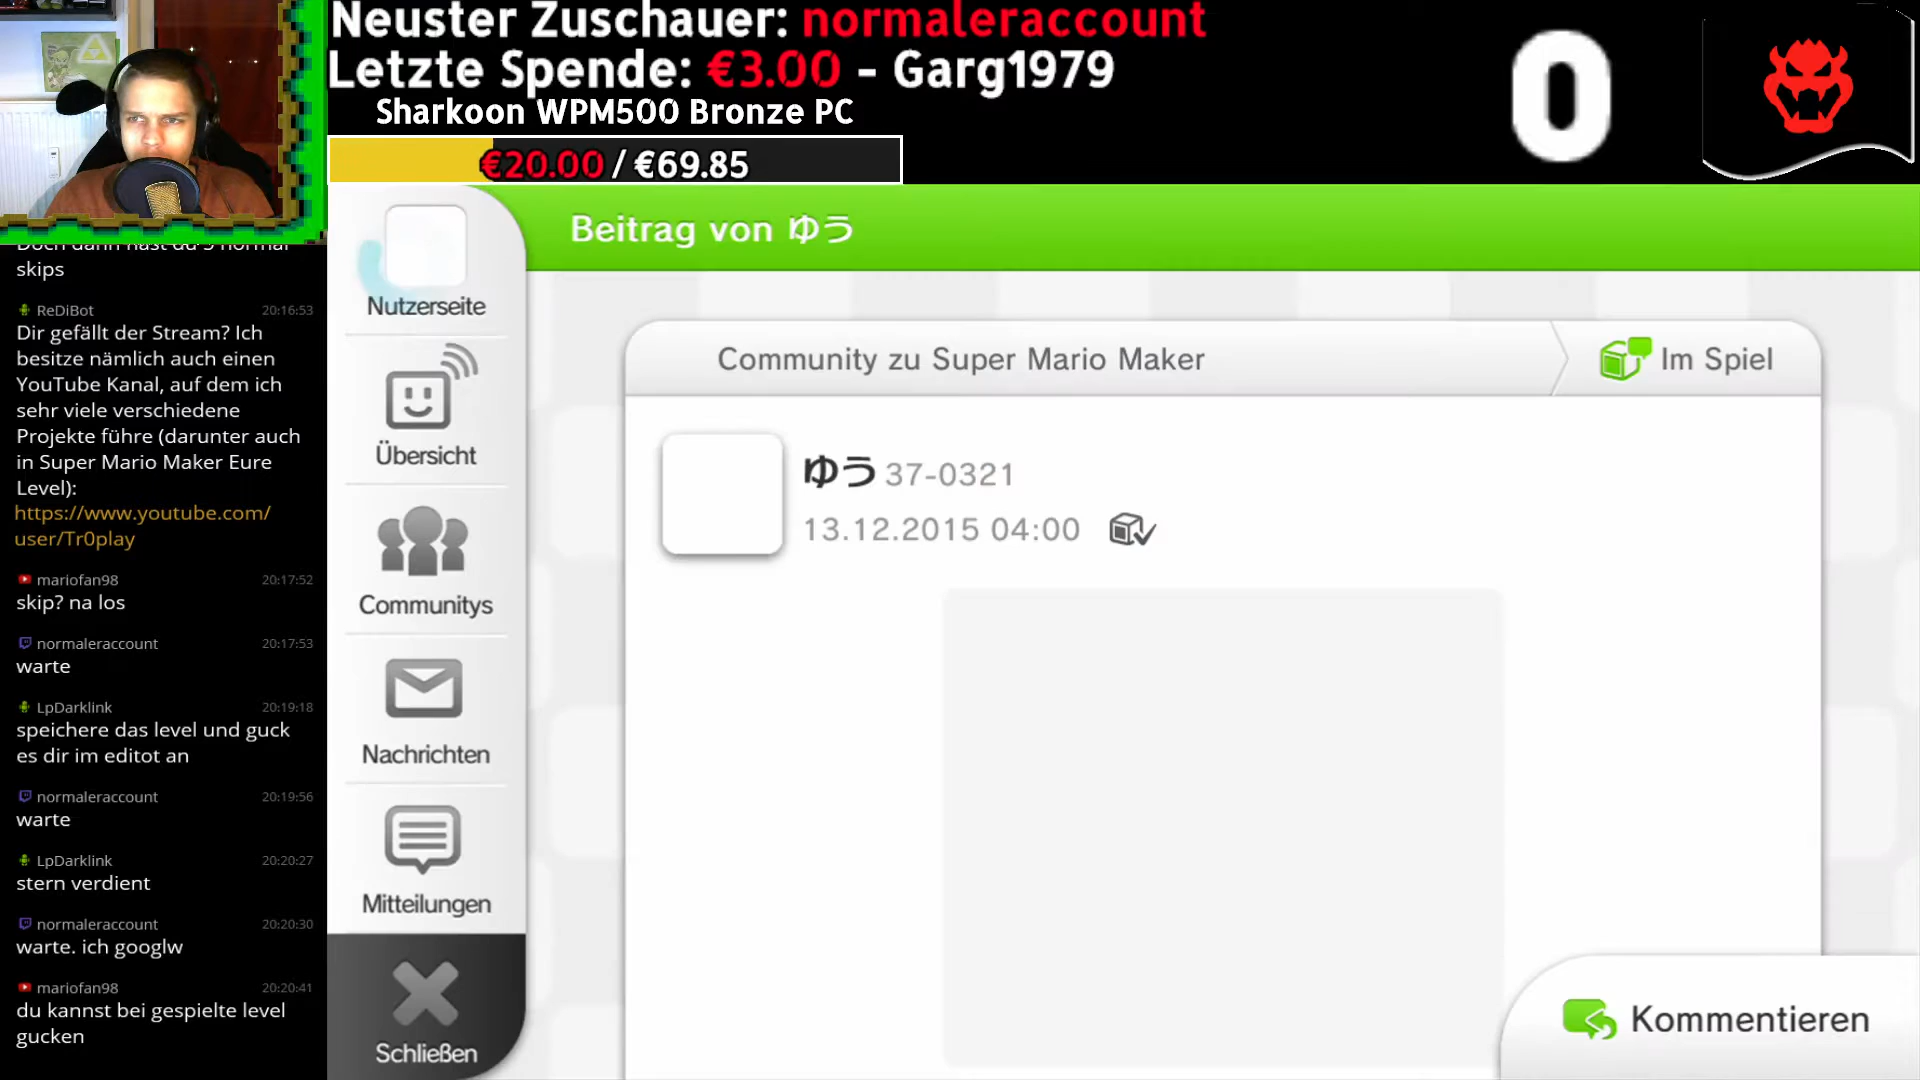 Neuster Zuschauer: normaleraccount
Letzte Spende: €3.00 - Garg1979
Sharkoon WPM500 Bronze PC
€20.00 / €69.85
0
skips
ReDiBot 20:16:53
Dir gefällt der Stream? Ich
besitze nämlich auch einen
YouTube Kanal, auf dem ich
sehr viele verschiedene
Projekte führe (darunter auch
in Super Mario Maker Eure
Level):
https://www.youtube.com/
user/Tr0play
mariofan98 20:17:52
skip? na los
normaleraccount 20:17:53
warte
LpDarklink 20:19:18
speichere das level und guck
es dir im editot an
normaleraccount 20:19:56
warte
LpDarklink 20:20:27
stern verdient
normaleraccount 20:20:30
warte. ich googlw
mariofan98 20:20:41
du kannst bei gespielte level
gucken
Nutzerseite
Übersicht
Communitys
Nachrichten
Mitteilungen
Schließen
Beitrag von ゆう
Community zu Super Mario Maker
Im Spiel
ゆう 37-0321
13.12.2015 04:00
Kommentieren